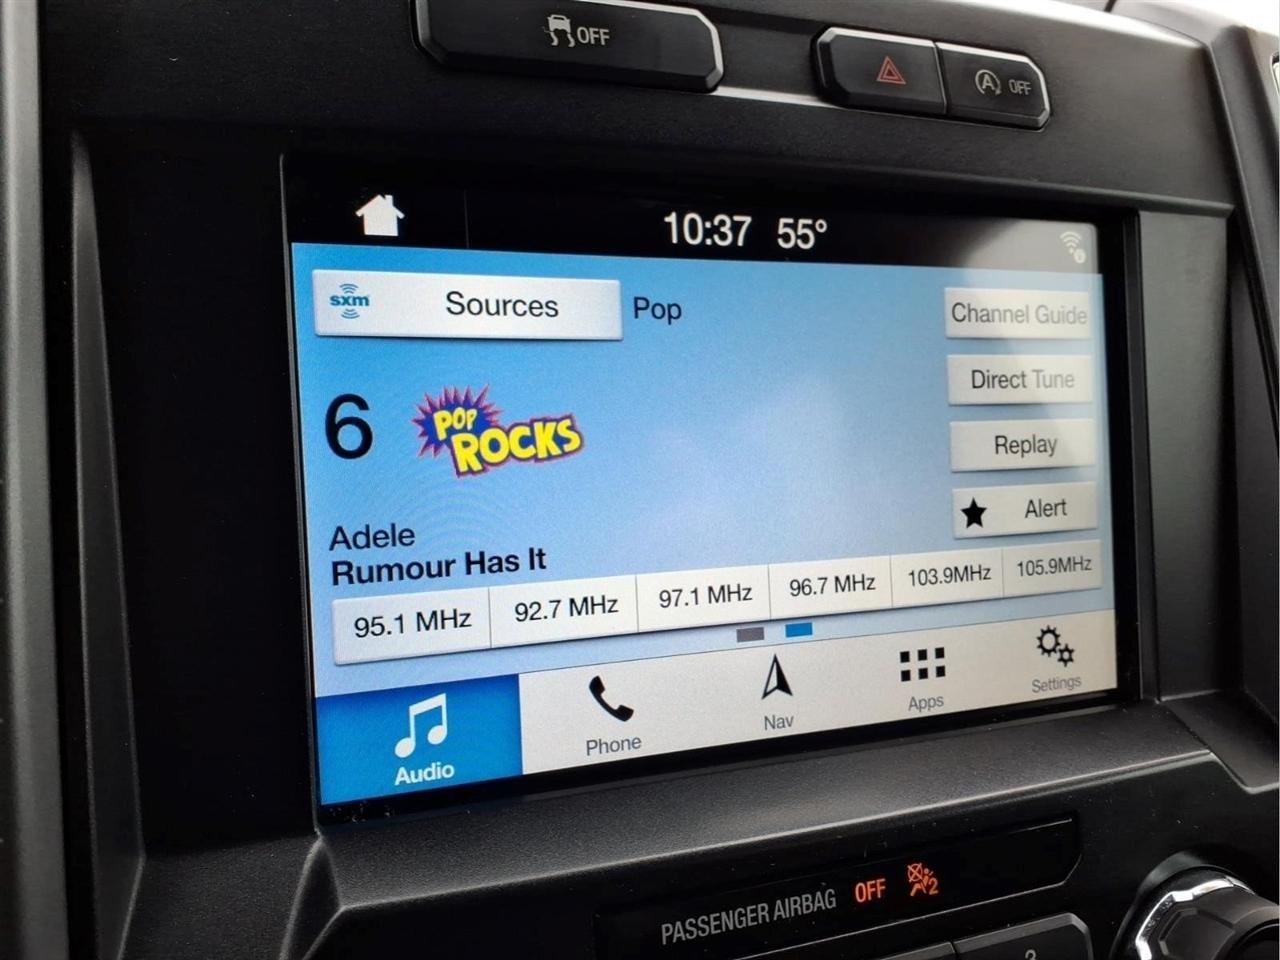 OFF
A OFF
10:37 55°
sxm Sources Pop
Channel Guide
Direct Tune
6 POP ROCKS
Replay
Alert
Adele
Rumour Has It
95.1 MHz 92.7 MHz 97.1 MHz 96.7 MHz 103.9MHz 105.9MHz
Audio Phone Nav Apps Settings
PASSENGER AIRBAG OFF 2